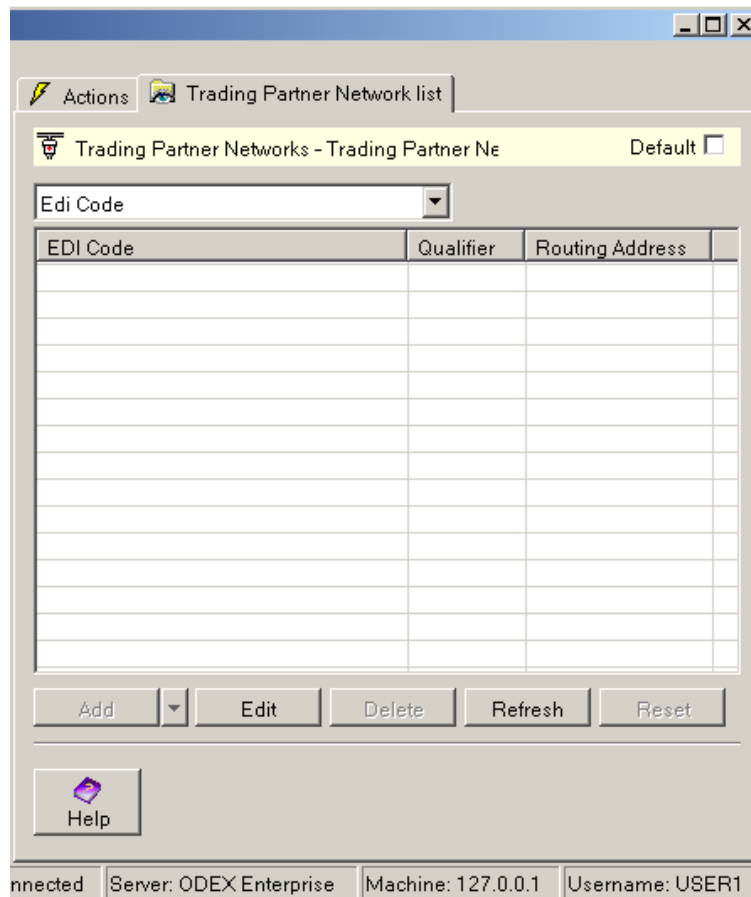 Actions Trading Partner Network list
Trading Partner Networks - Trading Partner Ne Default
Edi Code
EDI Code Qualifier Routing Address
Add Edit Delete Refresh Reset
Help
nnected Server: ODEX Enterprise Machine: 127.0.0.1 Username: USER1